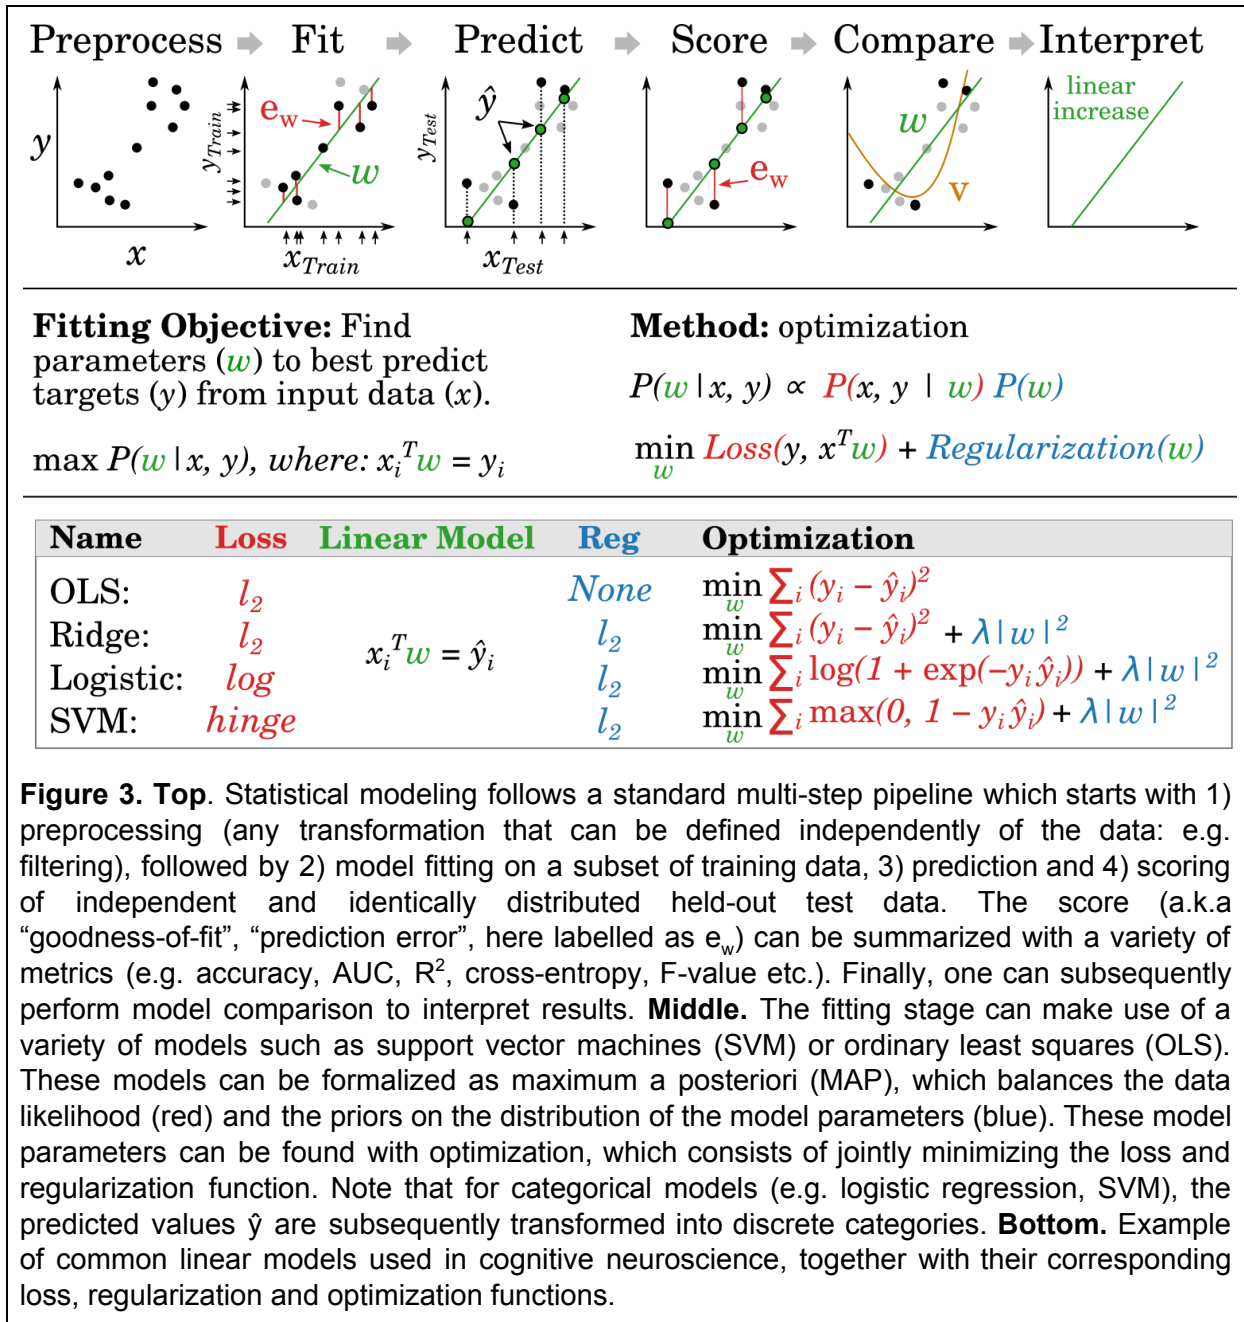 Preprocess Fit Predict Score Compare Interpret
y
x
y_Train
e_w
w
x_Train
y_Test
ŷ
x_Test
e_w
w
v
linear
increase
Fitting Objective: Find
parameters (w) to best predict
targets (y) from input data (x).
max P(w | x, y), where: x_i^T w = y_i
Method: optimization
P(w | x, y) ∝ P(x, y | w) P(w)
min_w Loss(y, x^T w) + Regularization(w)
Name Loss Linear Model Reg Optimization
OLS: l_2 None min_w ∑_i (y_i − ŷ_i)^2
Ridge: l_2 l_2 min_w ∑_i (y_i − ŷ_i)^2 + λ|w|^2
x_i^T w = ŷ_i
Logistic: log l_2 min_w ∑_i log(1 + exp(−y_i ŷ_i)) + λ|w|^2
SVM: hinge l_2 min_w ∑_i max(0, 1 − y_i ŷ_i) + λ|w|^2
Figure 3. Top. Statistical modeling follows a standard multi-step pipeline which starts with 1)
preprocessing (any transformation that can be defined independently of the data: e.g.
filtering), followed by 2) model fitting on a subset of training data, 3) prediction and 4) scoring
of independent and identically distributed held-out test data. The score (a.k.a
“goodness-of-fit”, “prediction error”, here labelled as e_w) can be summarized with a variety of
metrics (e.g. accuracy, AUC, R^2, cross-entropy, F-value etc.). Finally, one can subsequently
perform model comparison to interpret results. Middle. The fitting stage can make use of a
variety of models such as support vector machines (SVM) or ordinary least squares (OLS).
These models can be formalized as maximum a posteriori (MAP), which balances the data
likelihood (red) and the priors on the distribution of the model parameters (blue). These model
parameters can be found with optimization, which consists of jointly minimizing the loss and
regularization function. Note that for categorical models (e.g. logistic regression, SVM), the
predicted values ŷ are subsequently transformed into discrete categories. Bottom. Example
of common linear models used in cognitive neuroscience, together with their corresponding
loss, regularization and optimization functions.